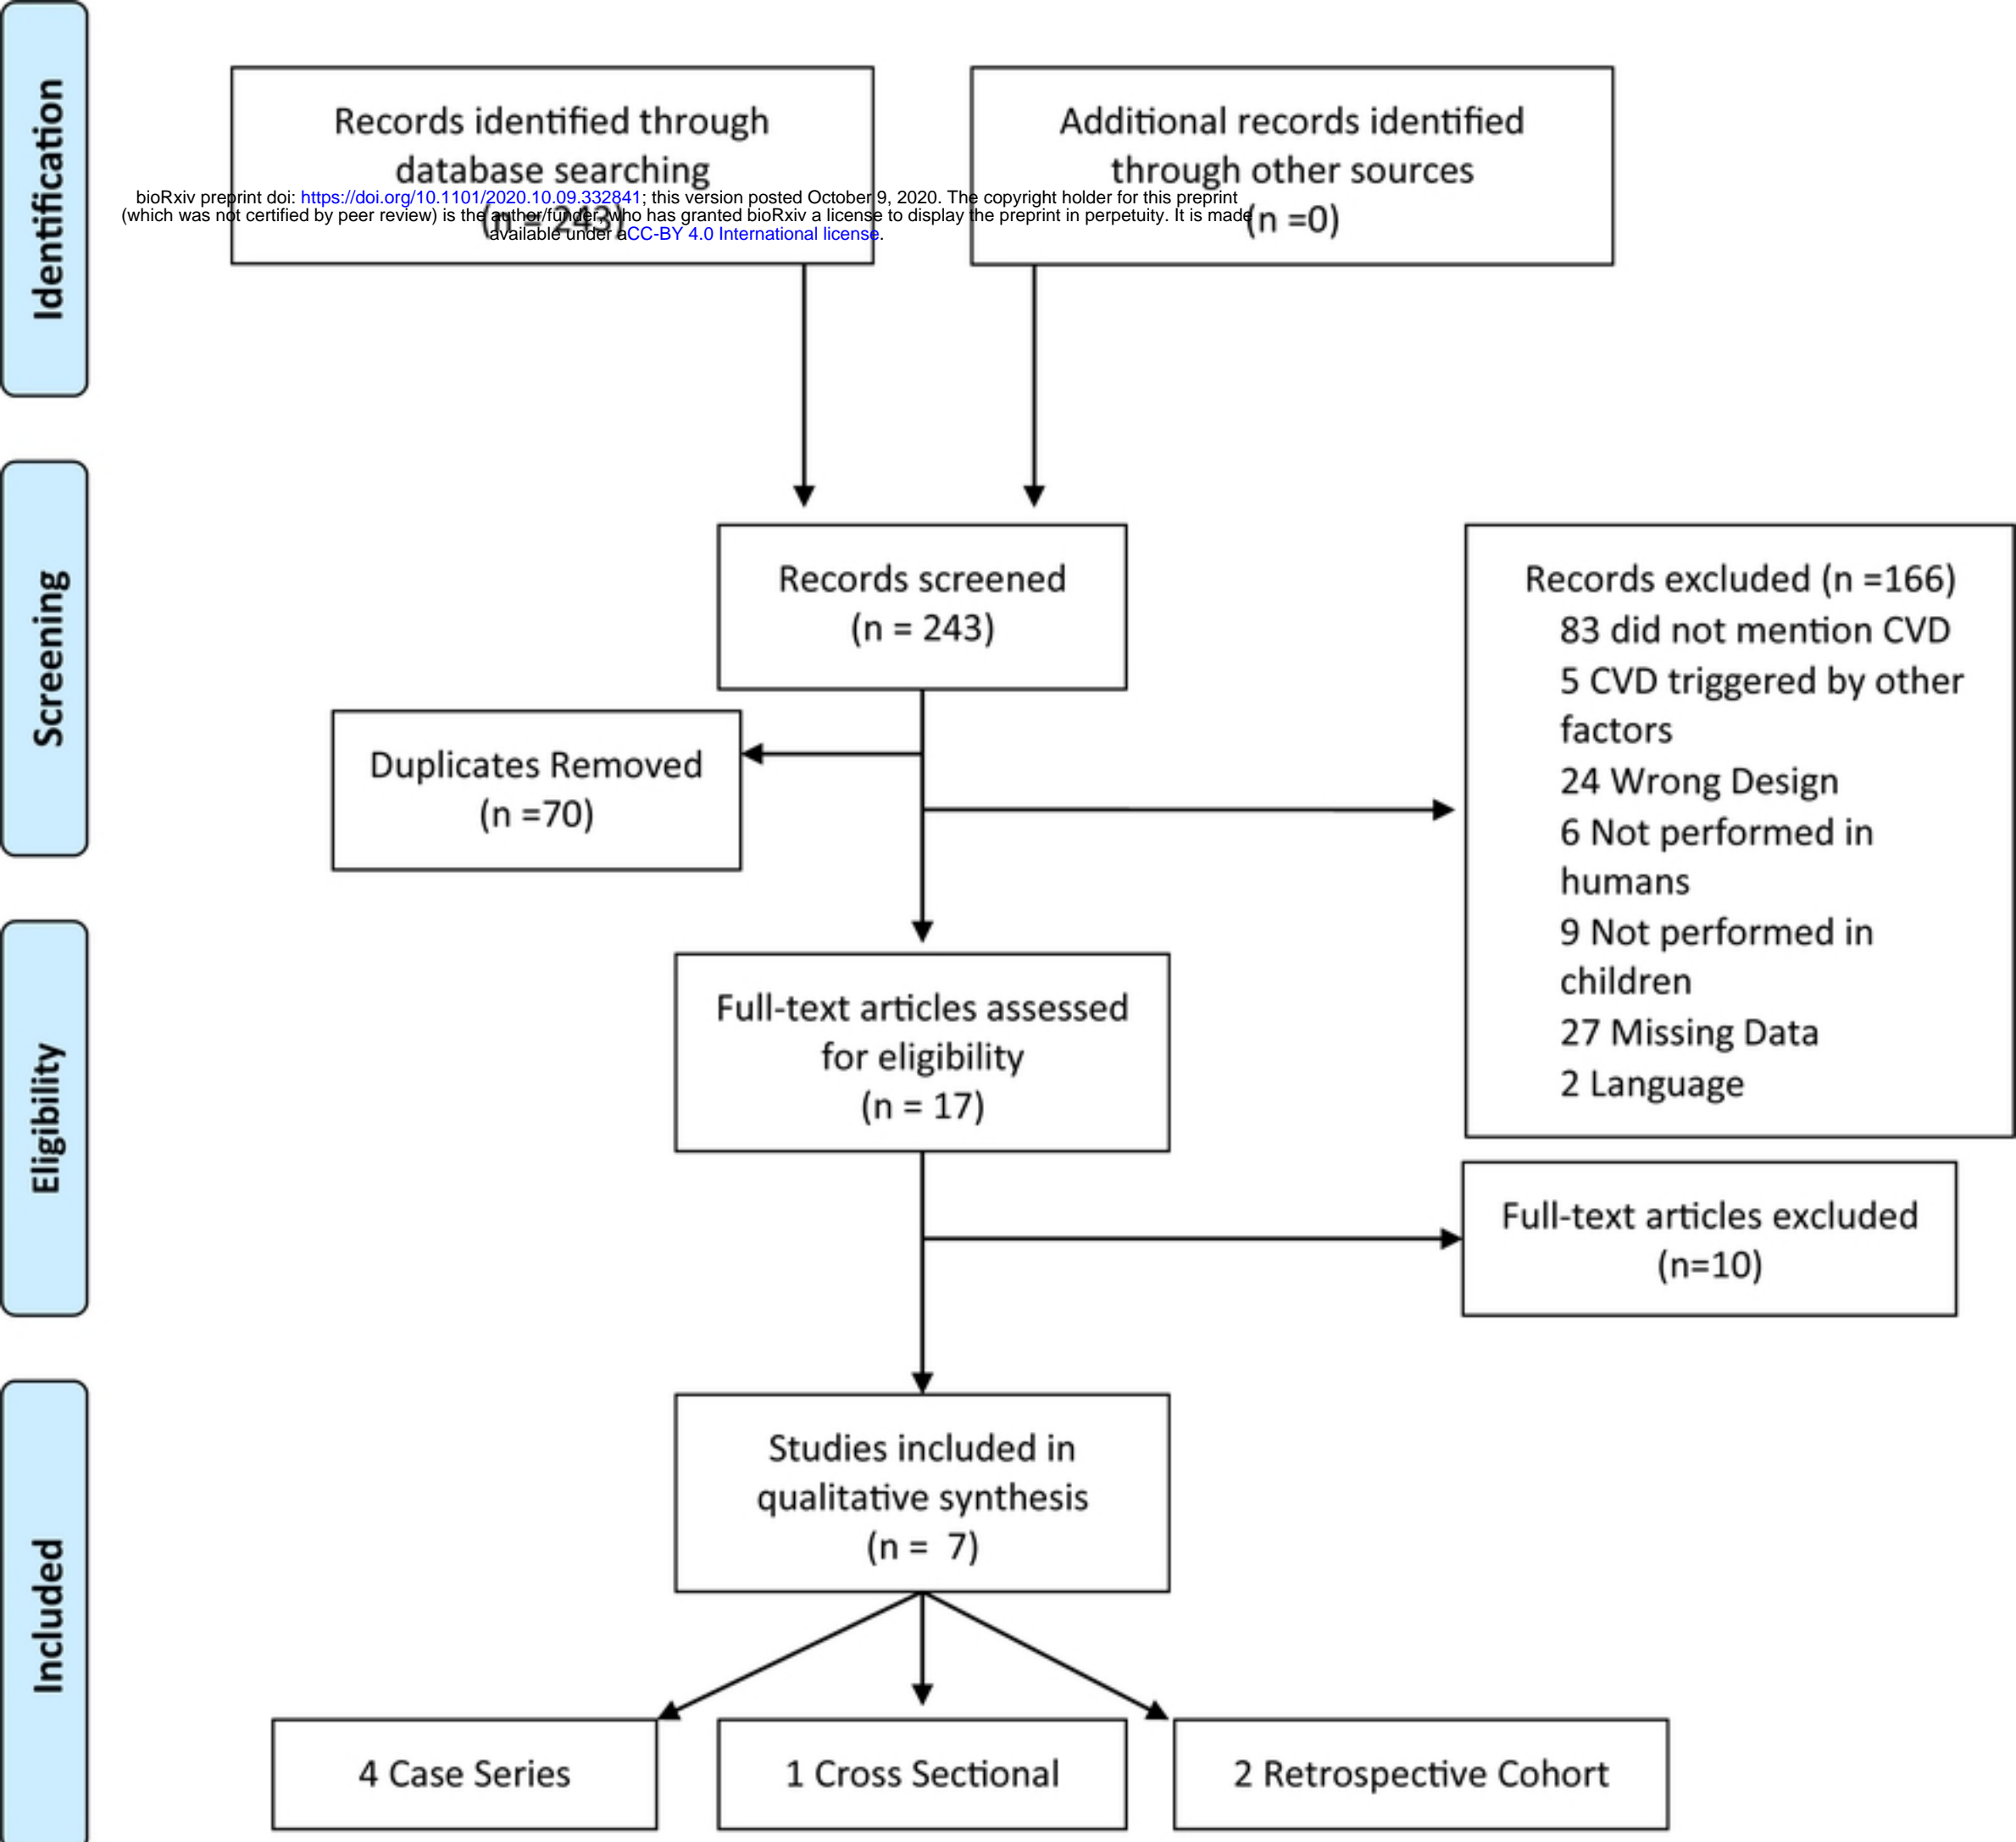 Identification
Records identified through
database searching
(n = 243)
Additional records identified
through other sources
(n =0)
bioRxiv preprint doi: https://doi.org/10.1101/2020.10.09.332841; this version posted October 9, 2020. The copyright holder for this preprint
(which was not certified by peer review) is the author/funder, who has granted bioRxiv a license to display the preprint in perpetuity. It is made
available under aCC-BY 4.0 International license.
Screening
Records screened
(n = 243)
Duplicates Removed
(n =70)
Records excluded (n =166)
83 did not mention CVD
5 CVD triggered by other
factors
24 Wrong Design
6 Not performed in
humans
9 Not performed in
children
27 Missing Data
2 Language
Eligibility
Full-text articles assessed
for eligibility
(n = 17)
Full-text articles excluded
(n=10)
Included
Studies included in
qualitative synthesis
(n =  7)
4 Case Series
1 Cross Sectional
2 Retrospective Cohort